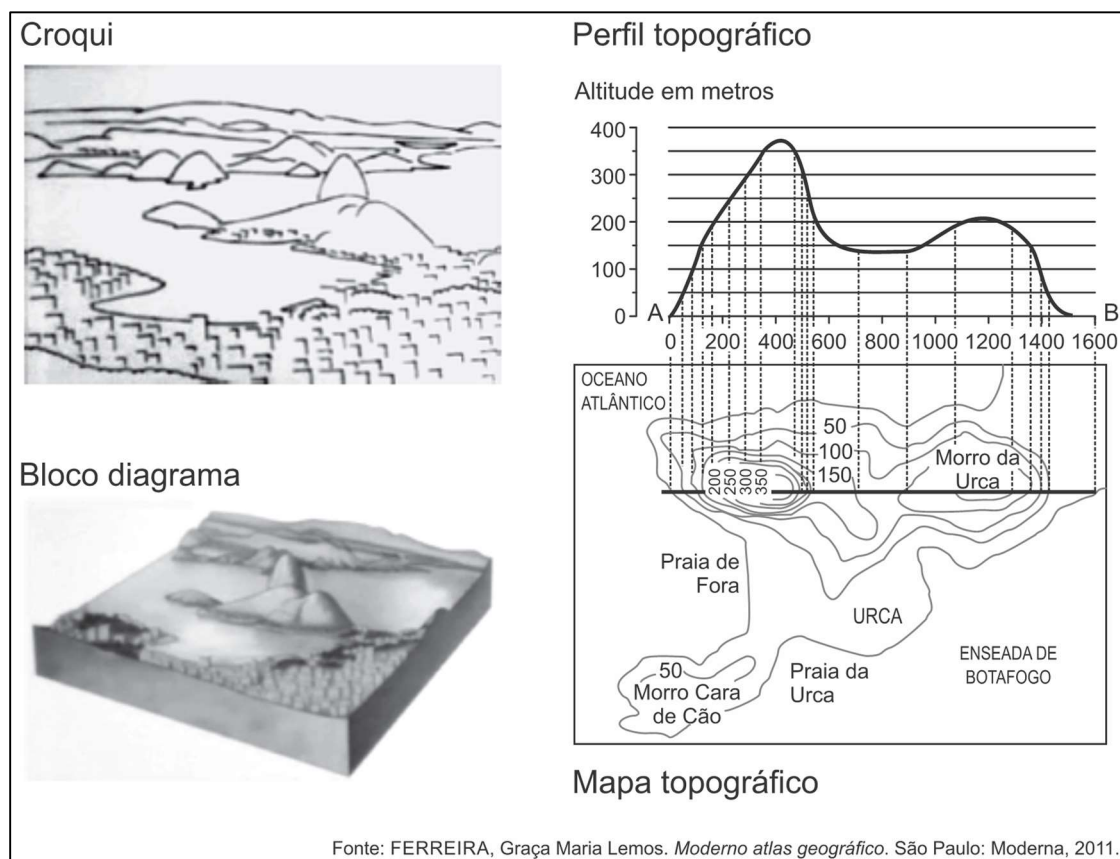 Croqui
Perfil topográfico
Altitude em metros
400
300
200
100
0
A
B
0 200 400 600 800 1000 1200 1400 1600
OCEANO
ATLÂNTICO
50
100
150
200
250
300
350
Morro da
Urca
Bloco diagrama
Praia de
Fora
URCA
ENSEADA DE
BOTAFOGO
50
Morro Cara
de Cão
Praia da
Urca
Mapa topográfico
Fonte: FERREIRA, Graça Maria Lemos. Moderno atlas geográfico. São Paulo: Moderna, 2011.